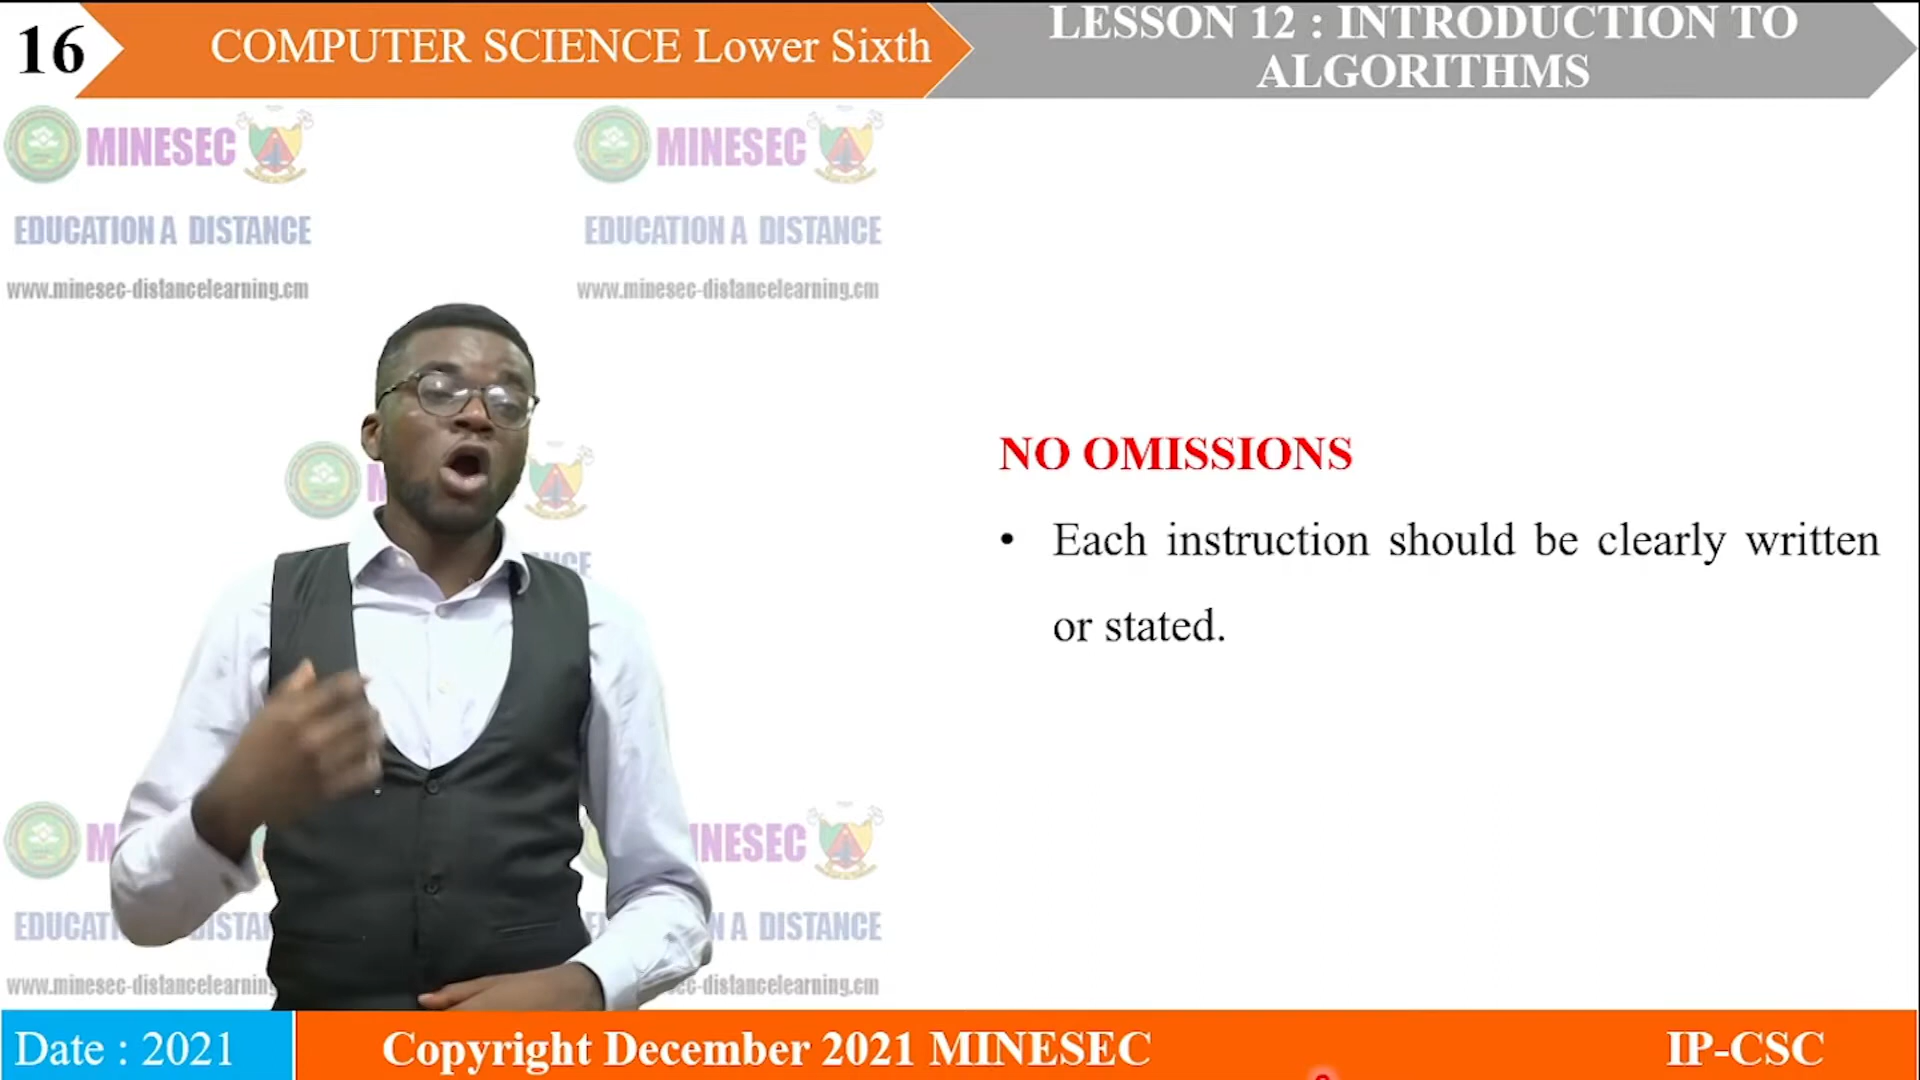 16
COMPUTER SCIENCE Lower Sixth
LESSON 12 : INTRODUCTION TO
ALGORITHMS
MINESEC
EDUCATION A DISTANCE
www.minesec-distancelearning.cm
MINESEC
EDUCATION A DISTANCE
www.minesec-distancelearning.cm
NO OMISSIONS
• Each instruction should be clearly written
or stated.
Date : 2021
Copyright December 2021 MINESEC
IP-CSC